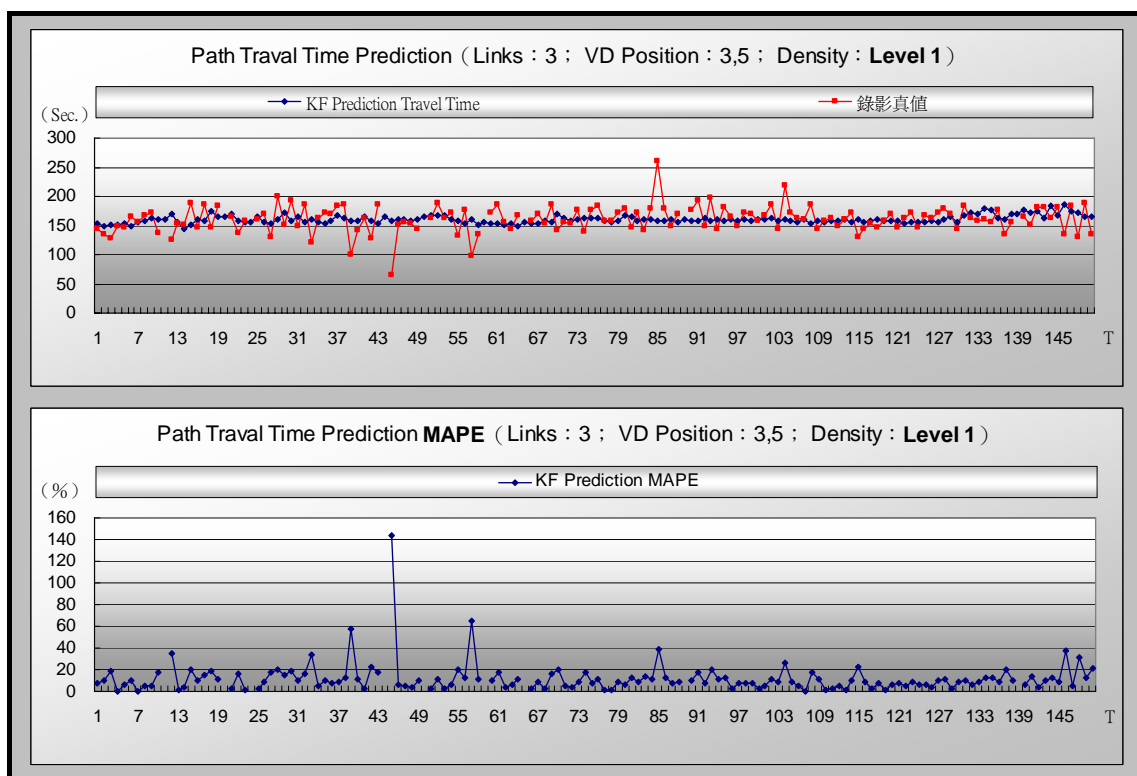 Path Traval Time Prediction（Links：3； VD Position：3,5； Density：Level 1）
KF Prediction Travel Time 錄影真値
（Sec.）
300
250
200
150
100
50
0
1 7 13 19 25 31 37 43 49 55 61 67 73 79 85 91 97 103 109 115 121 127 133 139 145 T
Path Traval Time Prediction MAPE（Links：3； VD Position：3,5； Density：Level 1）
KF Prediction MAPE
（%）
160
140
120
100
80
60
40
20
0
1 7 13 19 25 31 37 43 49 55 61 67 73 79 85 91 97 103 109 115 121 127 133 139 145 T